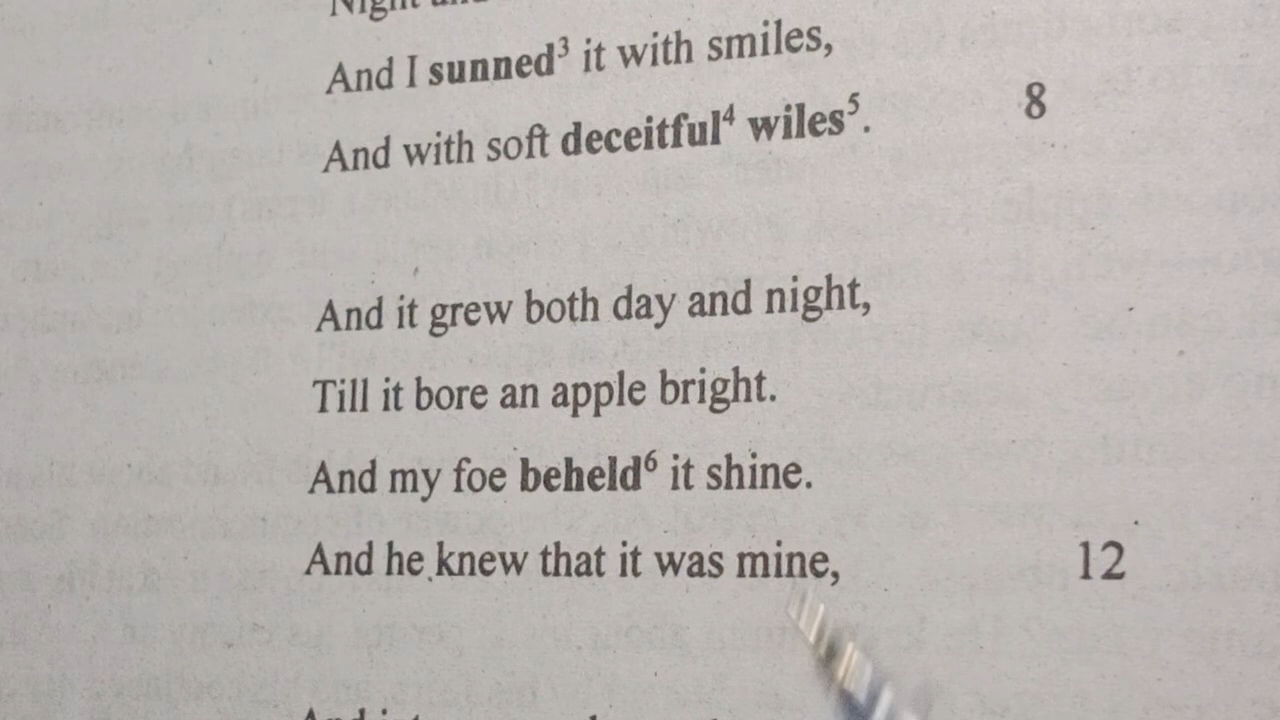 Night
And I sunned³ it with smiles,
And with soft deceitful⁴ wiles⁵. 8
And it grew both day and night,
Till it bore an apple bright.
And my foe beheld⁶ it shine.
And he knew that it was mine, 12